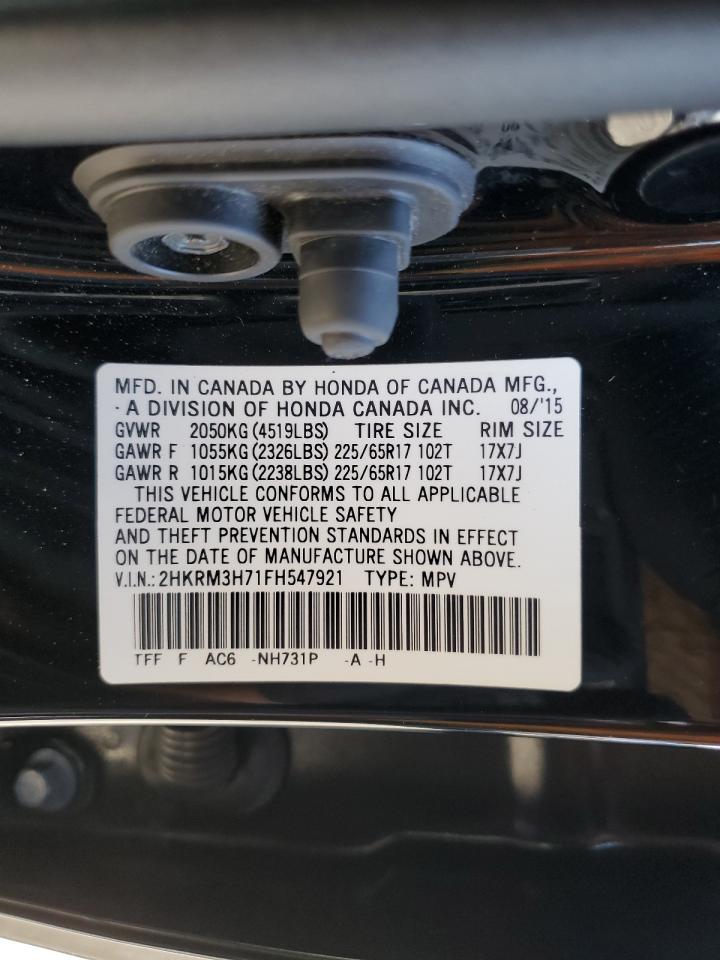 MFD. IN CANADA BY HONDA OF CANADA MFG.,
- A DIVISION OF HONDA CANADA INC. 08/'15
GVWR 2050KG (4519LBS) TIRE SIZE RIM SIZE
GAWR F 1055KG (2326LBS) 225/65R17 102T 17X7J
GAWR R 1015KG (2238LBS) 225/65R17 102T 17X7J
THIS VEHICLE CONFORMS TO ALL APPLICABLE
FEDERAL MOTOR VEHICLE SAFETY
AND THEFT PREVENTION STANDARDS IN EFFECT
ON THE DATE OF MANUFACTURE SHOWN ABOVE.
V.I.N.: 2HKRM3H71FH547921 TYPE: MPV
TFF F AC6 -NH731P -A -H